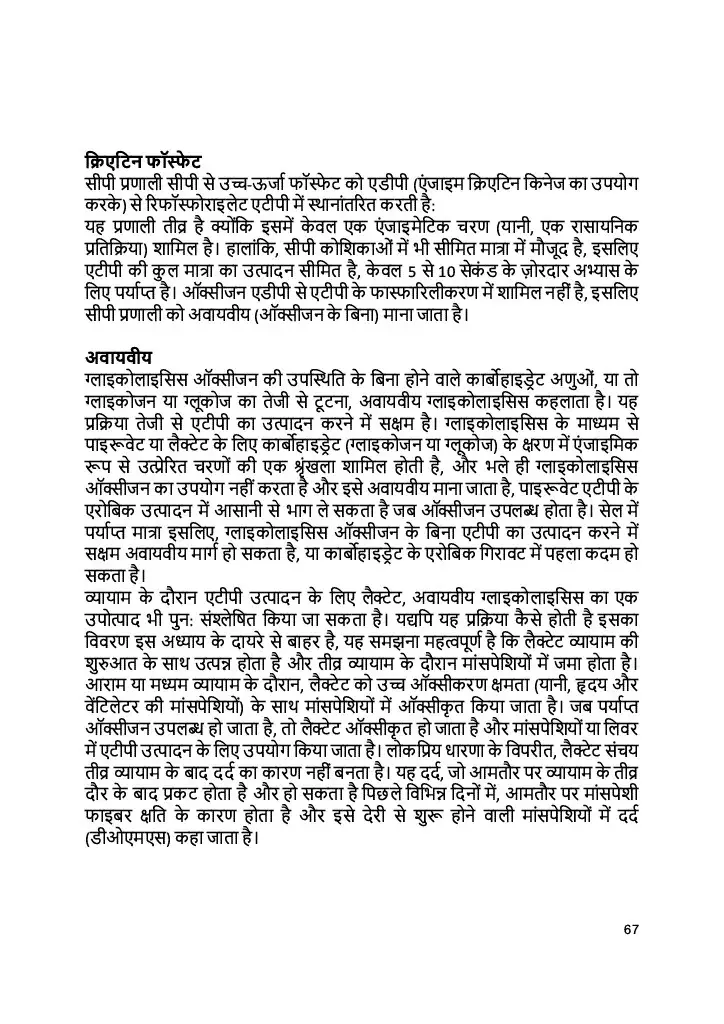 क्रिएटिन फॉस्फेट
सीपी प्रणाली सीपी से उच्च-ऊर्जा फॉस्फेट को एडीपी (एंजाइम क्रिएटिन किनेज का उपयोग
करके) से रिफॉस्फोराइलेट एटीपी में स्थानांतरित करती है:
यह प्रणाली तीव्र है क्योंकि इसमें केवल एक एंजाइमेटिक चरण (यानी, एक रासायनिक
प्रतिक्रिया) शामिल है। हालांकि, सीपी कोशिकाओं में भी सीमित मात्रा में मौजूद है, इसलिए
एटीपी की कुल मात्रा का उत्पादन सीमित है, केवल 5 से 10 सेकंड के ज़ोरदार अभ्यास के
लिए पर्याप्त है। ऑक्सीजन एडीपी से एटीपी के फास्फारिलीकरण में शामिल नहीं है, इसलिए
सीपी प्रणाली को अवायवीय (ऑक्सीजन के बिना) माना जाता है।
अवायवीय
ग्लाइकोलाइसिस ऑक्सीजन की उपस्थिति के बिना होने वाले कार्बोहाइड्रेट अणुओं, या तो
ग्लाइकोजन या ग्लूकोज का तेजी से टूटना, अवायवीय ग्लाइकोलाइसिस कहलाता है। यह
प्रक्रिया तेजी से एटीपी का उत्पादन करने में सक्षम है। ग्लाइकोलाइसिस के माध्यम से
पाइरूवेट या लैक्टेट के लिए कार्बोहाइड्रेट (ग्लाइकोजन या ग्लूकोज) के क्षरण में एंजाइमिक
रूप से उत्प्रेरित चरणों की एक श्रृंखला शामिल होती है, और भले ही ग्लाइकोलाइसिस
ऑक्सीजन का उपयोग नहीं करता है और इसे अवायवीय माना जाता है, पाइरूवेट एटीपी के
एरोबिक उत्पादन में आसानी से भाग ले सकता है जब ऑक्सीजन उपलब्ध होता है। सेल में
पर्याप्त मात्रा इसलिए, ग्लाइकोलाइसिस ऑक्सीजन के बिना एटीपी का उत्पादन करने में
सक्षम अवायवीय मार्ग हो सकता है, या कार्बोहाइड्रेट के एरोबिक गिरावट में पहला कदम हो
सकता है।
व्यायाम के दौरान एटीपी उत्पादन के लिए लैक्टेट, अवायवीय ग्लाइकोलाइसिस का एक
उपोत्पाद भी पुन: संश्लेषित किया जा सकता है। यद्यपि यह प्रक्रिया कैसे होती है इसका
विवरण इस अध्याय के दायरे से बाहर है, यह समझना महत्वपूर्ण है कि लैक्टेट व्यायाम की
शुरुआत के साथ उत्पन्न होता है और तीव्र व्यायाम के दौरान मांसपेशियों में जमा होता है।
आराम या मध्यम व्यायाम के दौरान, लैक्टेट को उच्च ऑक्सीकरण क्षमता (यानी, हृदय और
वेंटिलेटर की मांसपेशियों) के साथ मांसपेशियों में ऑक्सीकृत किया जाता है। जब पर्याप्त
ऑक्सीजन उपलब्ध हो जाता है, तो लैक्टेट ऑक्सीकृत हो जाता है और मांसपेशियों या लिवर
में एटीपी उत्पादन के लिए उपयोग किया जाता है। लोकप्रिय धारणा के विपरीत, लैक्टेट संचय
तीव्र व्यायाम के बाद दर्द का कारण नहीं बनता है। यह दर्द, जो आमतौर पर व्यायाम के तीव्र
दौर के बाद प्रकट होता है और हो सकता है पिछले विभिन्न दिनों में, आमतौर पर मांसपेशी
फाइबर क्षति के कारण होता है और इसे देरी से शुरू होने वाली मांसपेशियों में दर्द
(डीओएमएस) कहा जाता है।
67